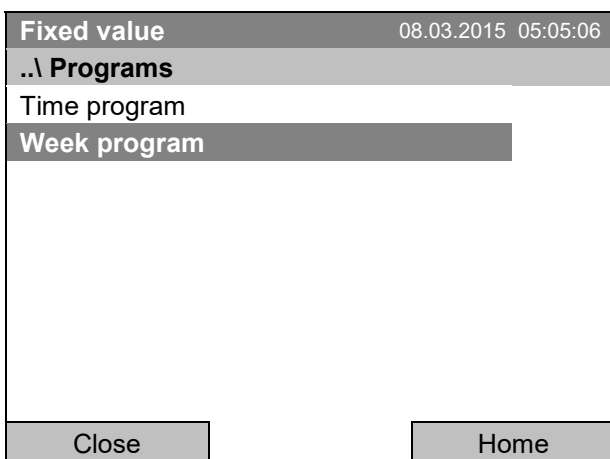 Fixed value 08.03.2015 05:05:06
..\ Programs
Time program
Week program
Close Home